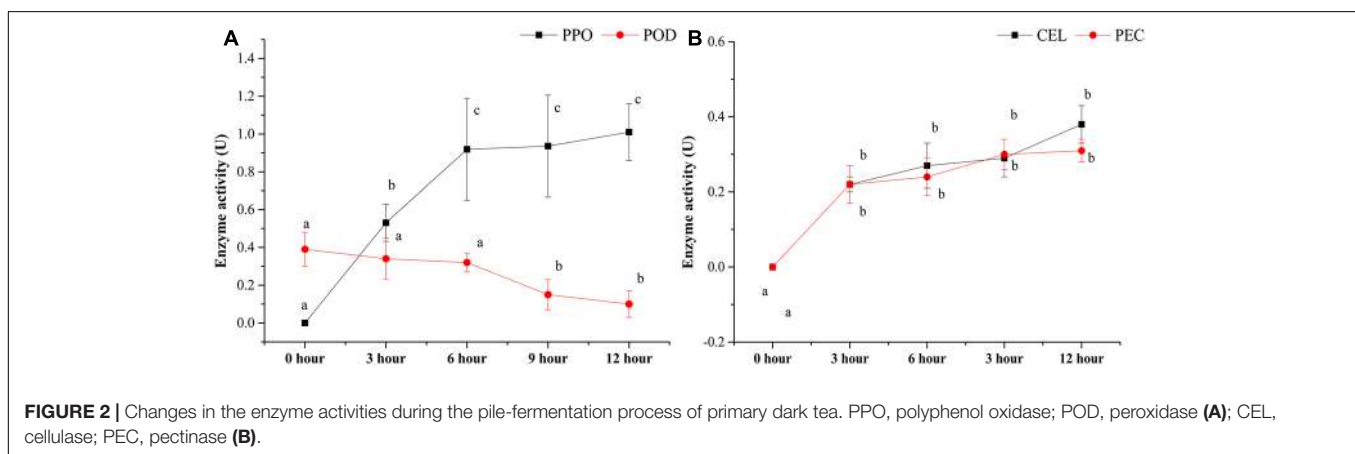 A
PPO
POD
1.4
1.2
1.0
0.8
0.6
0.4
0.2
0.0
Enzyme activity (U)
a
a
b
a
c
a
c
b
c
b
0 hour
3 hour
6 hour
9 hour
12 hour
B
CEL
PEC
0.6
0.4
0.2
0.0
-0.2
Enzyme activity (U)
a
a
b
b
b
b
b
b
b
b
0 hour
3 hour
6 hour
3 hour
12 hour
FIGURE 2 | Changes in the enzyme activities during the pile-fermentation process of primary dark tea. PPO, polyphenol oxidase; POD, peroxidase (A); CEL,
cellulase; PEC, pectinase (B).